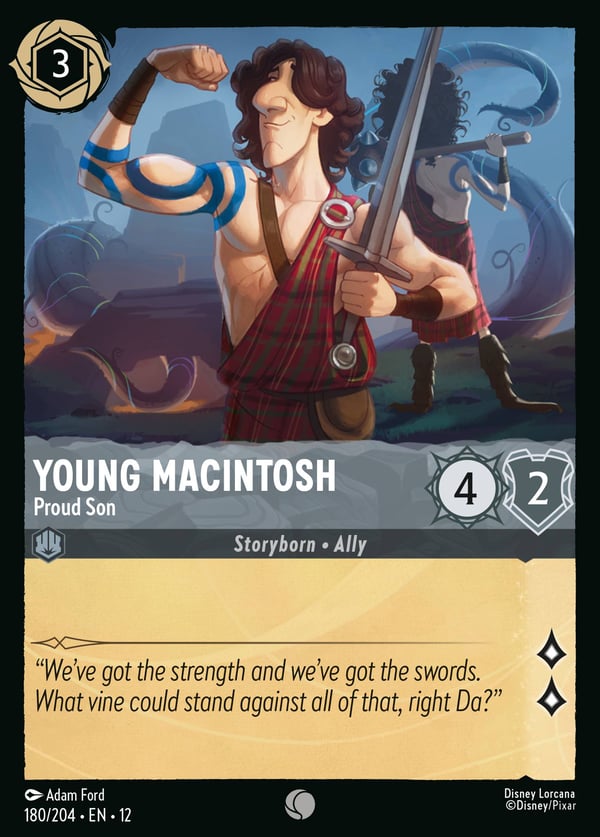 3
YOUNG MACINTOSH
Proud Son
4
2
Storyborn • Ally
“We’ve got the strength and we’ve got the swords.
What vine could stand against all of that, right Da?”
Adam Ford
180/204 • EN • 12
Disney Lorcana
©Disney/Pixar